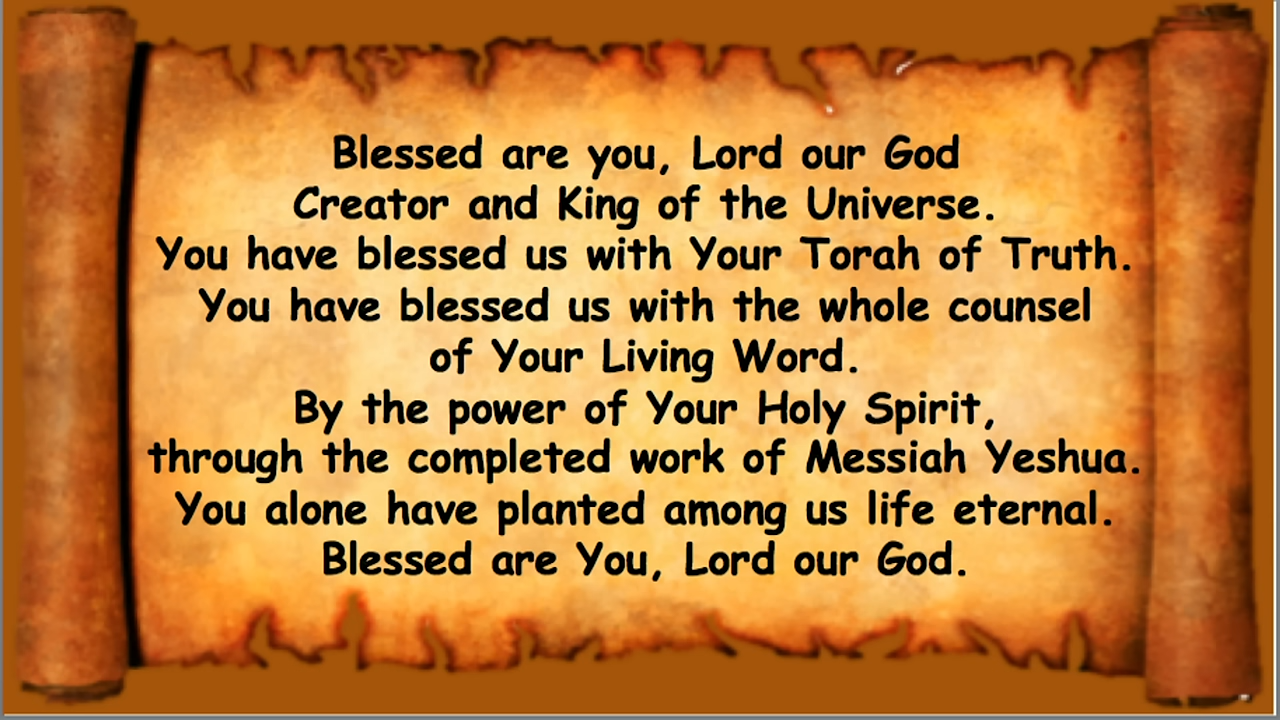 Blessed are you, Lord our God
Creator and King of the Universe.
You have blessed us with Your Torah of Truth.
You have blessed us with the whole counsel
of Your Living Word.
By the power of Your Holy Spirit,
through the completed work of Messiah Yeshua.
You alone have planted among us life eternal.
Blessed are You, Lord our God.